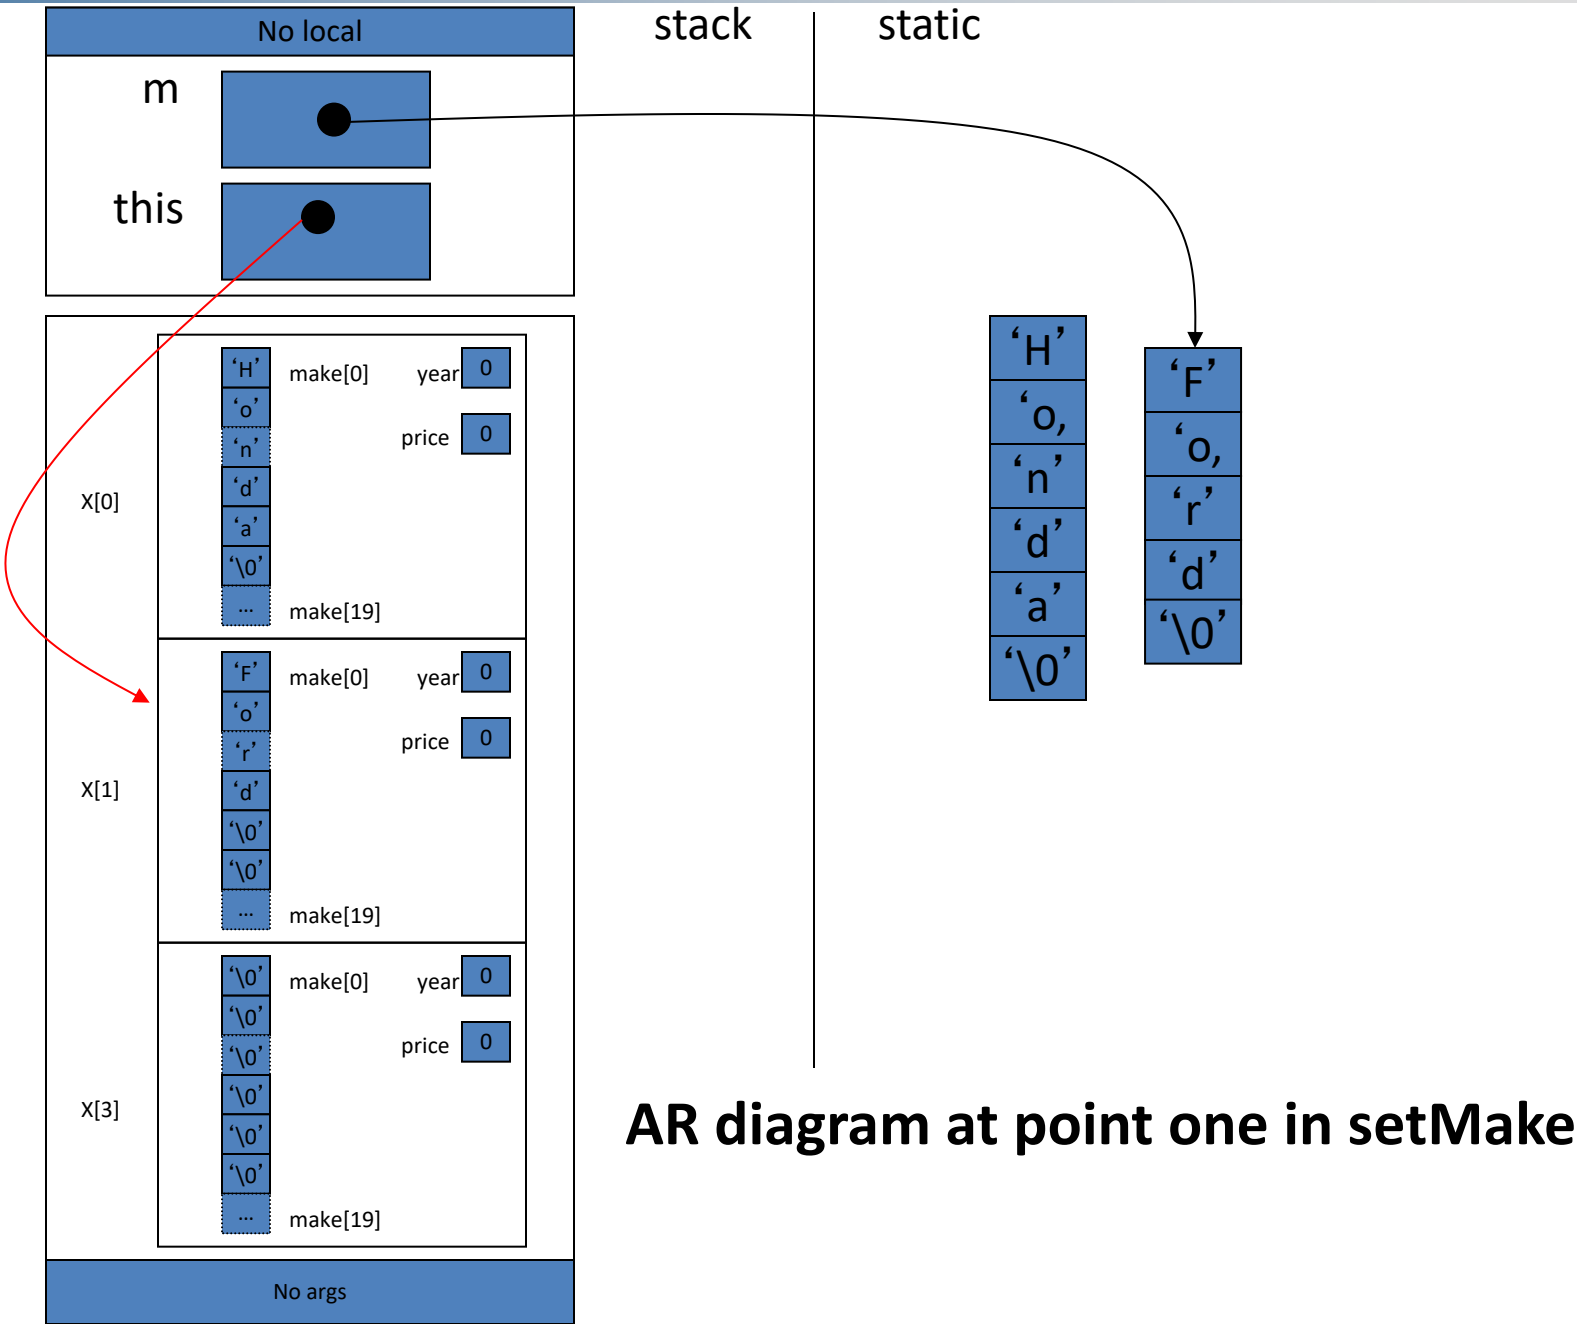 No local
stack
static
m
this
X[0]
‘H’
‘o’
‘n’
‘d’
‘a’
‘\0’
...
make[0]
year
0
price
0
make[19]
X[1]
‘F’
‘o’
‘r’
‘d’
‘\0’
‘\0’
...
make[0]
year
0
price
0
make[19]
X[3]
‘\0’
‘\0’
‘\0’
‘\0’
‘\0’
‘\0’
...
make[0]
year
0
price
0
make[19]
No args
‘H’
‘o,
‘n’
‘d’
‘a’
‘\0’
‘F’
‘o,
‘r’
‘d’
‘\0’
AR diagram at point one in setMake